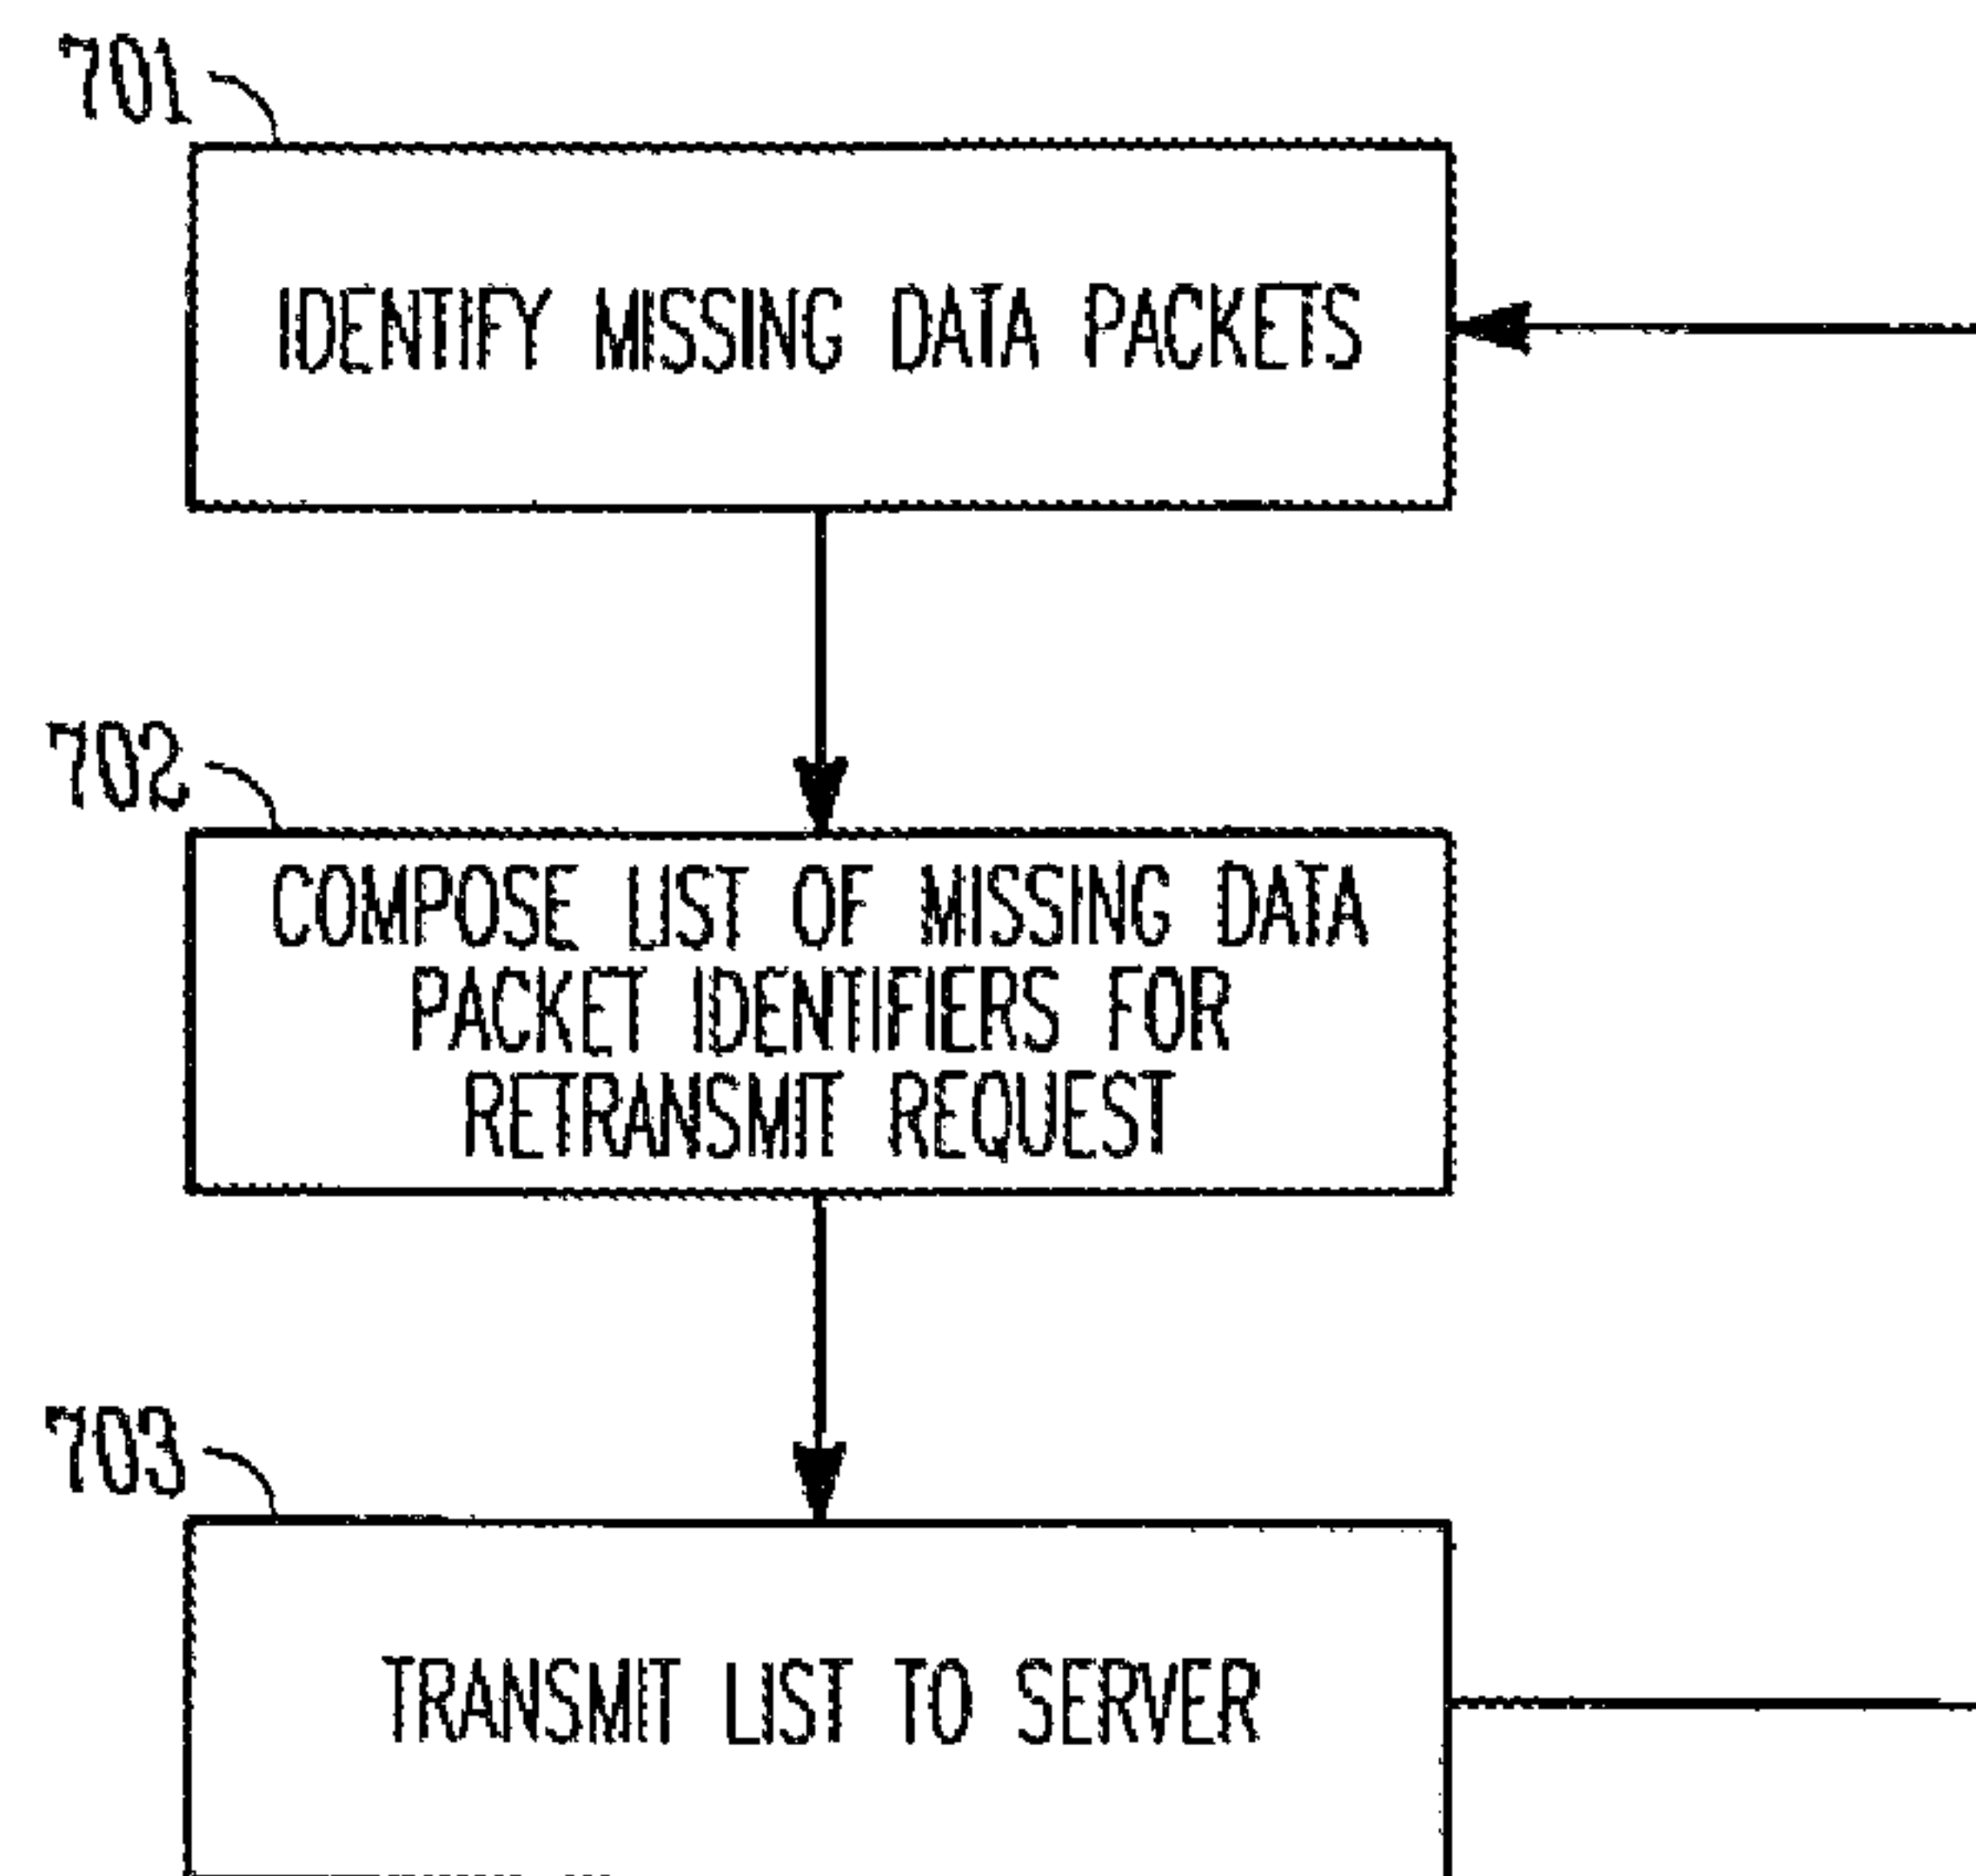 701
IDENTIFY MISSING DATA PACKETS
702
COMPOSE LIST OF MISSING DATA
PACKET IDENTIFIERS FOR
RETRANSMIT REQUEST
703
TRANSMIT LIST TO SERVER